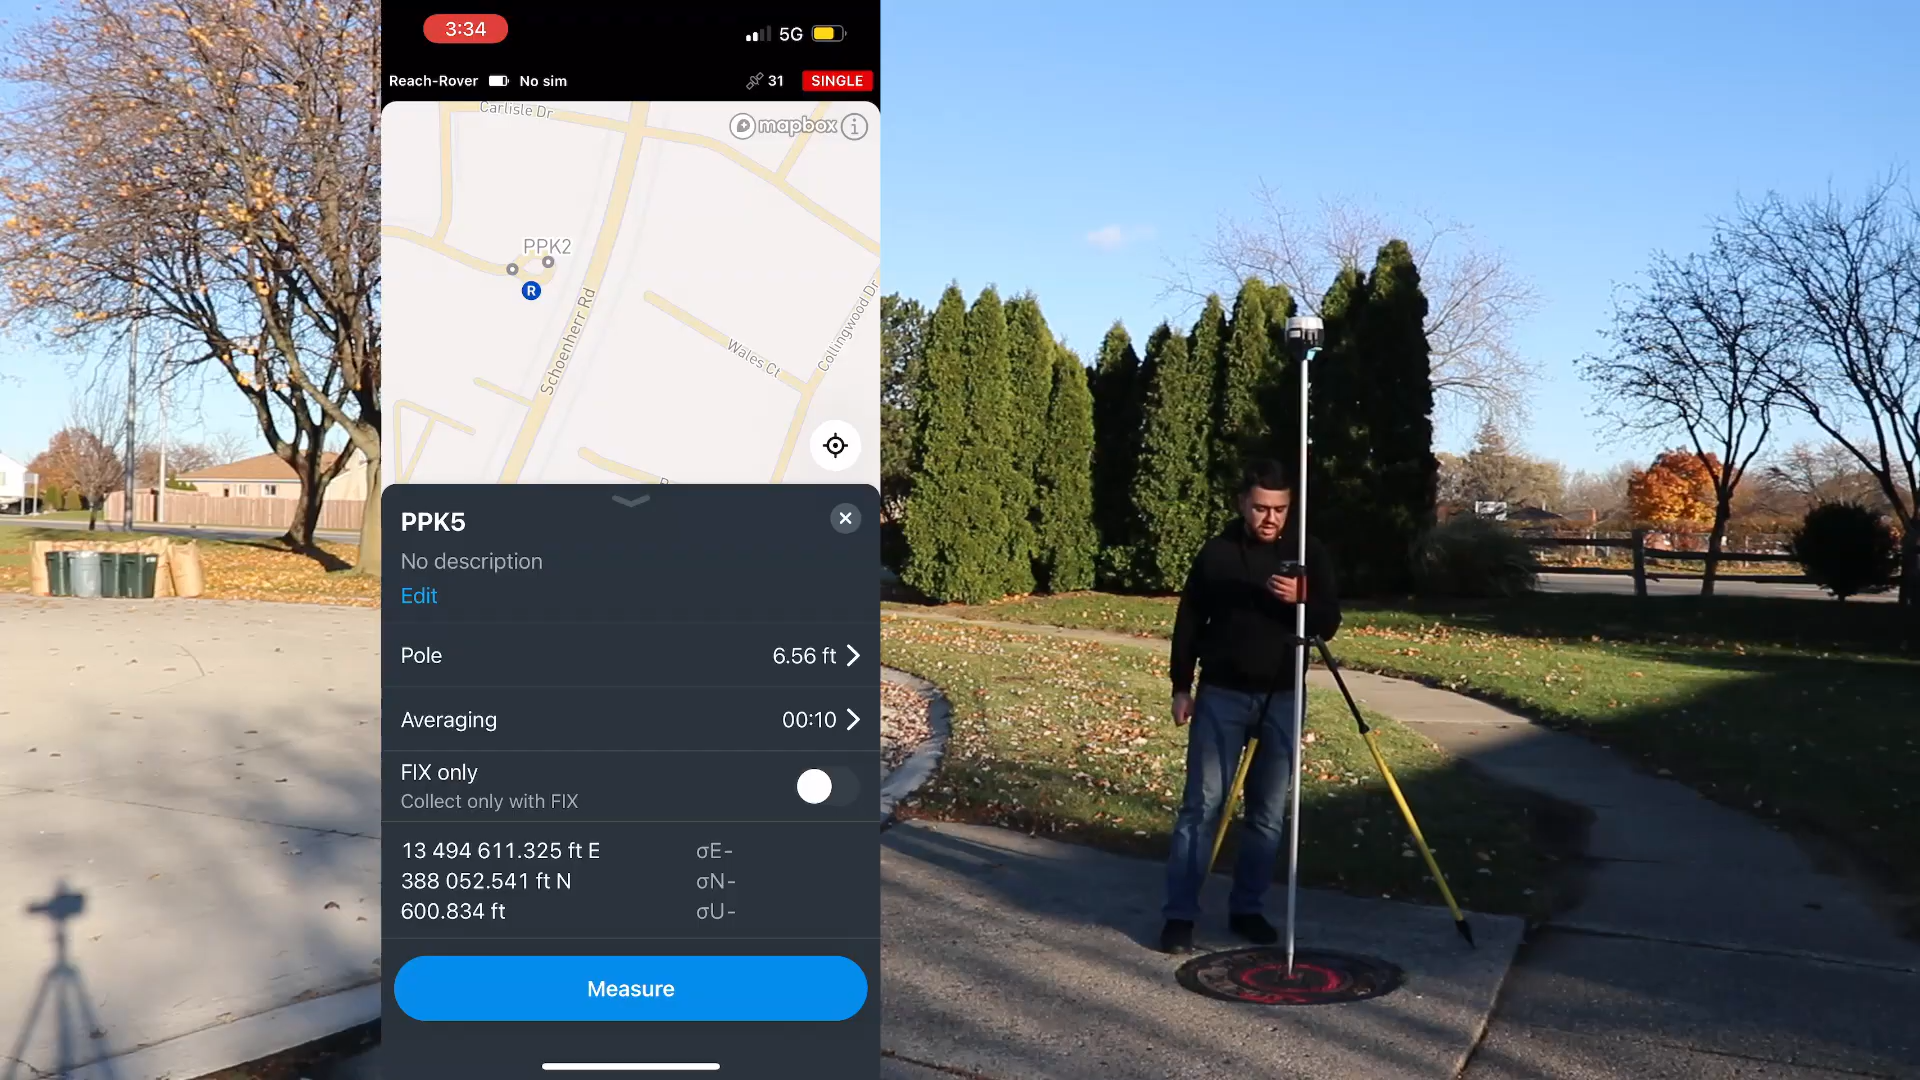 3:34
5G
Reach-Rover No sim 31 SINGLE
Carlisle Dr
mapbox
PPK2
R
Schoenherr Rd
Wales Ct
Collingwood Dr
PPK5
No description
Edit
Pole 6.56 ft
Averaging 00:10
FIX only
Collect only with FIX
13 494 611.325 ft E σE-
388 052.541 ft N σN-
600.834 ft σU-
Measure